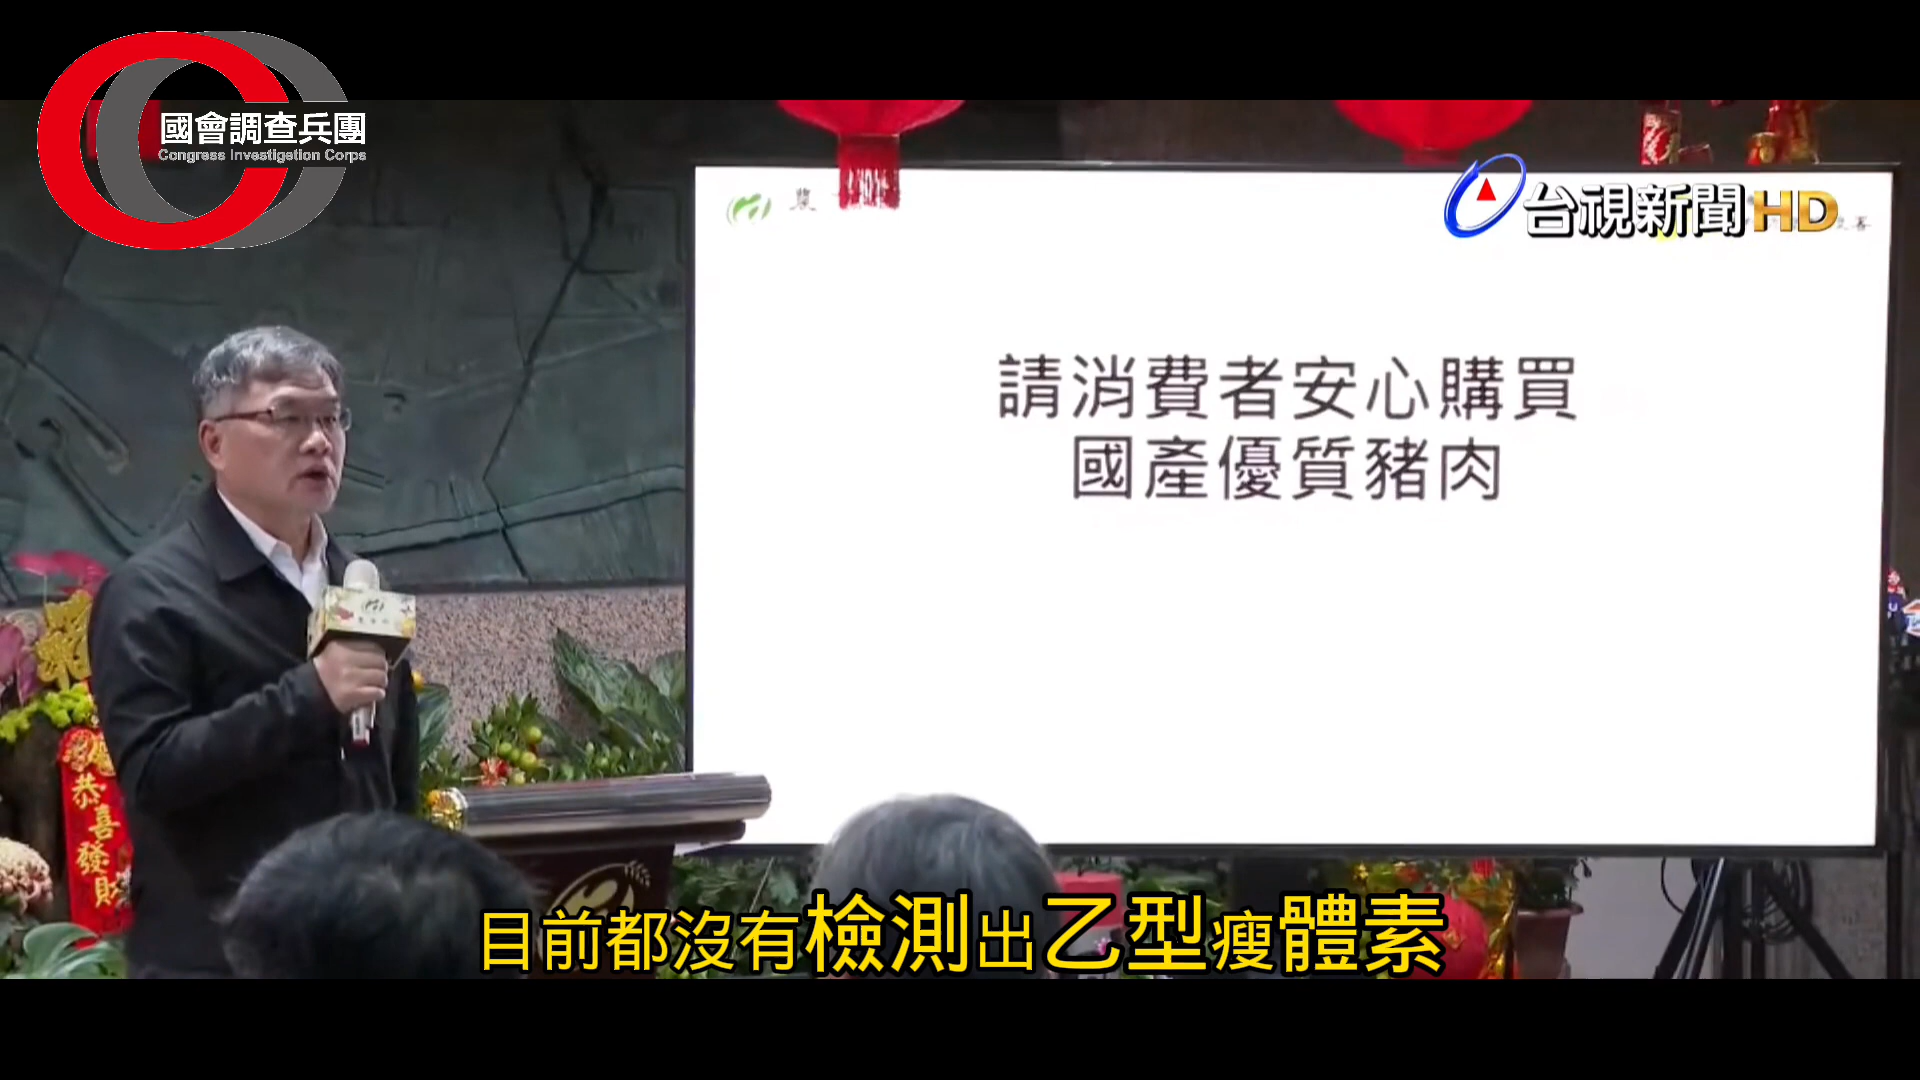 國會調查兵團
Congress Investigation Corps
台視新聞HD
請消費者安心購買
國產優質豬肉
恭喜發財
目前都沒有檢測出乙型瘦體素